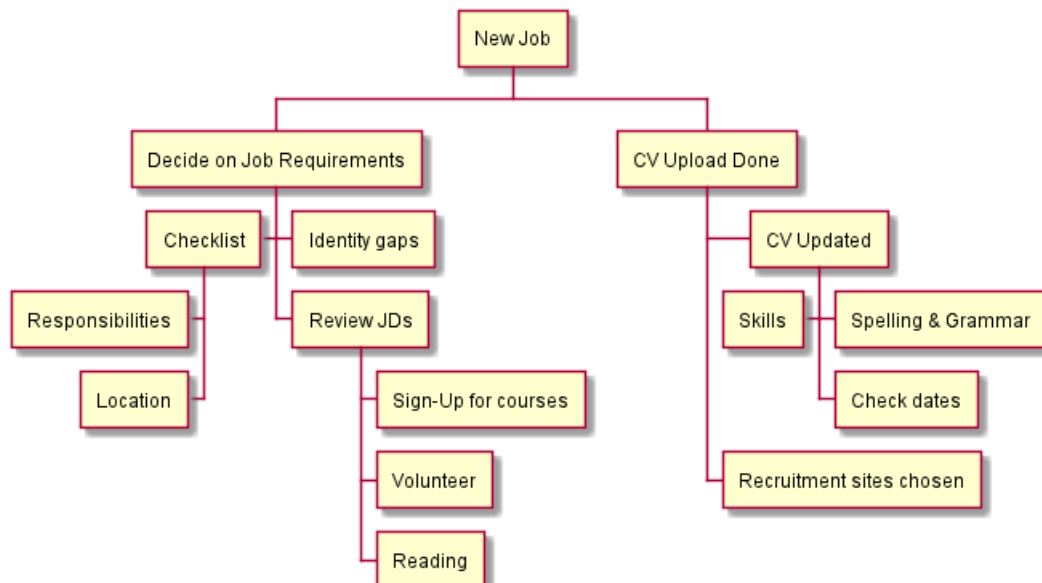 New Job
Decide on Job Requirements
CV Upload Done
Checklist
Identity gaps
CV Updated
Responsibilities
Review JDs
Skills
Spelling & Grammar
Location
Sign-Up for courses
Check dates
Volunteer
Recruitment sites chosen
Reading